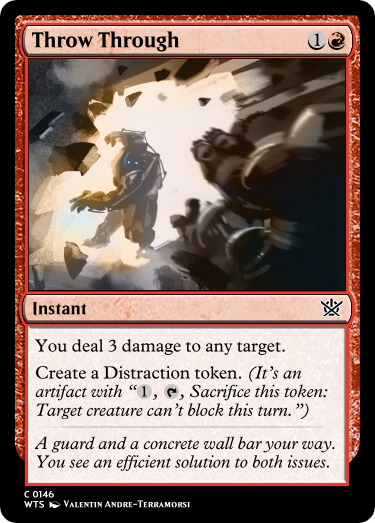 Throw Through 1
Instant
You deal 3 damage to any target.
Create a Distraction token. (It's an
artifact with “1, , Sacrifice this token:
Target creature can't block this turn.”)
A guard and a concrete wall bar your way.
You see an efficient solution to both issues.
C 0146
WTS Valentin Andre-Terramorsi